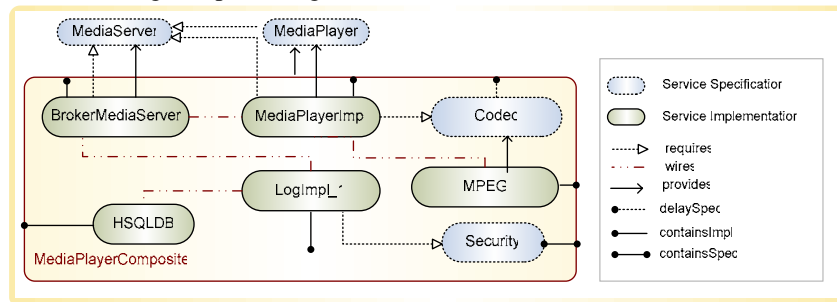 MediaServer
MediaPlayer
BrokerMediaServer
MediaPlayerImp
Codec
LogImpl_1
MPEG
HSQLDB
Security
MediaPlayerComposite
Service Specification
Service Implementation
requires
wires
provides
delaySpec
containsImpl
containsSpec